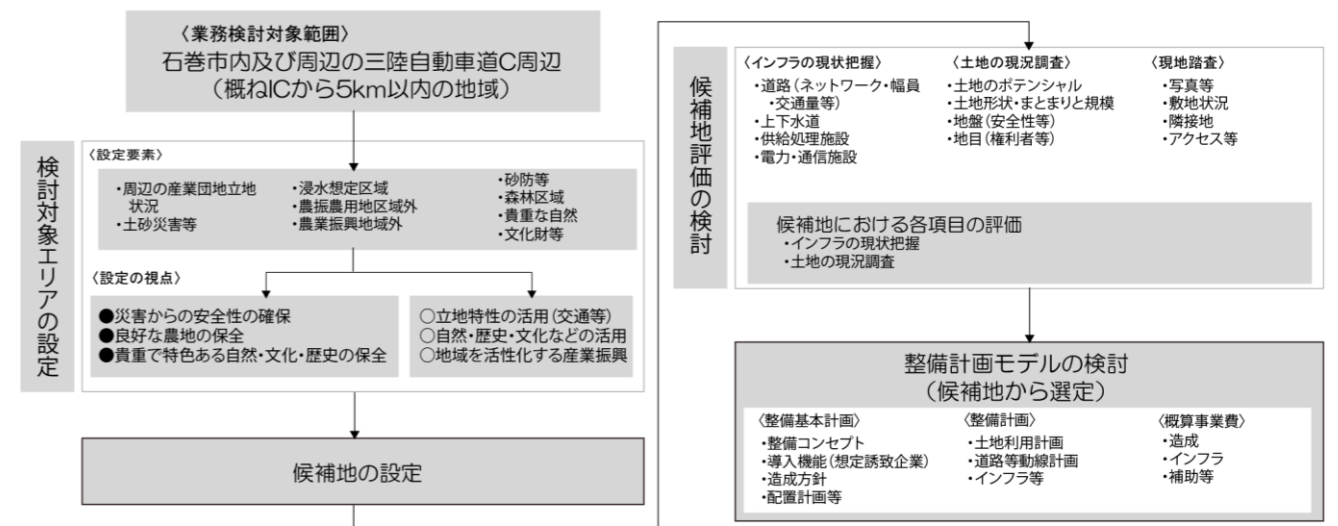 〈業務検討対象範囲〉
石巻市内及び周辺の三陸自動車道C周辺
（概ねICから5km以内の地域）
検討対象エリアの設定
〈設定要素〉
・周辺の産業団地立地
状況
・土砂災害等
・浸水想定区域
・農振農用地区域外
・農業振興地域外
・砂防等
・森林区域
・貴重な自然
・文化財等
〈設定の視点〉
●災害からの安全性の確保
●良好な農地の保全
●貴重で特色ある自然・文化・歴史の保全
○立地特性の活用（交通等）
○自然・歴史・文化などの活用
○地域を活性化する産業振興
候補地の設定
候補地評価の検討
〈インフラの現状把握〉
・道路（ネットワーク・幅員
・交通量等）
・上下水道
・供給処理施設
・電力・通信施設
〈土地の現況調査〉
・土地のポテンシャル
・土地形状・まとまりと規模
・地盤（安全性等）
・地目（権利者等）
〈現地踏査〉
・写真等
・敷地状況
・隣接地
・アクセス等
候補地における各項目の評価
・インフラの現状把握
・土地の現況調査
整備計画モデルの検討
（候補地から選定）
〈整備基本計画〉
・整備コンセプト
・導入機能（想定誘致企業）
・造成方針
・配置計画等
〈整備計画〉
・土地利用計画
・道路等動線計画
・インフラ等
〈概算事業費〉
・造成
・インフラ
・補助等